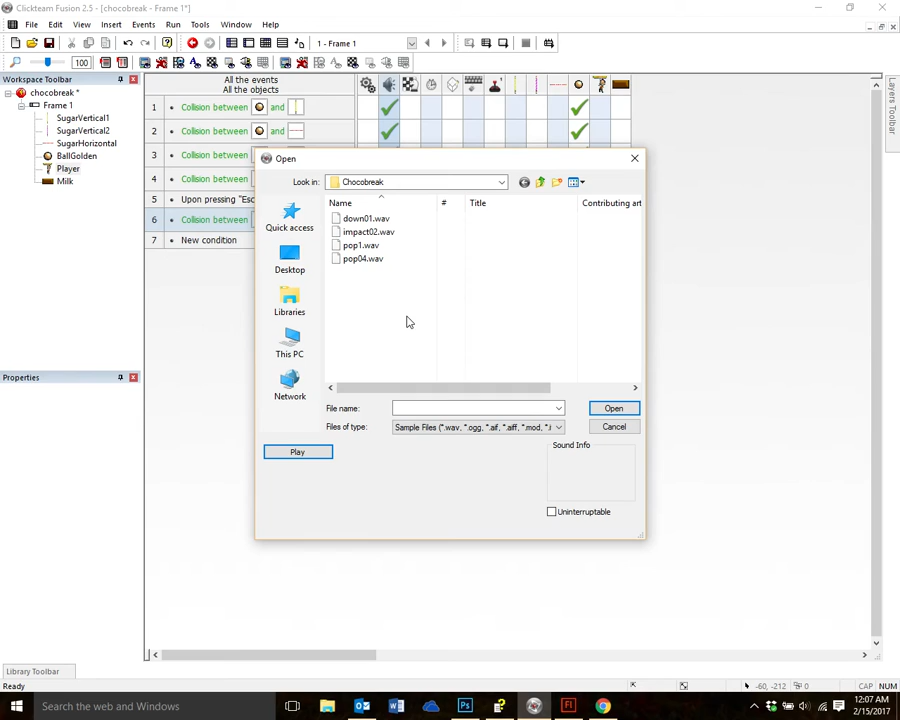 Clickteam Fusion 2.5 - [chocobreak - Frame 1*]
File Edit View Insert Events Run Tools Window Help
1 - Frame 1
100
Workspace Toolbar
chocobreak *
Frame 1
SugarVertical1
SugarVertical2
SugarHorizontal
BallGolden
Player
Milk
All the events
All the objects
1 • Collision between and
2 • Collision between and
3 • Collision between
4 • Collision between
5 • Upon pressing "Esc
6 • Collision between
7 • New condition
Layers Toolbar
Open
Look in: Chocobreak
Name # Title Contributing art
Quick access
Desktop
Libraries
This PC
Network
down01.wav
impact02.wav
pop1.wav
pop04.wav
File name: Open
Files of type: Sample Files (*.wav, *.ogg, *.aif, *.aff, *.mod, *.i Cancel
Play
Sound Info
Uninterruptable
Properties
Library Toolbar
Ready
-60, -212 0 CAP NUM
Search the web and Windows
12:07 AM
2/15/2017